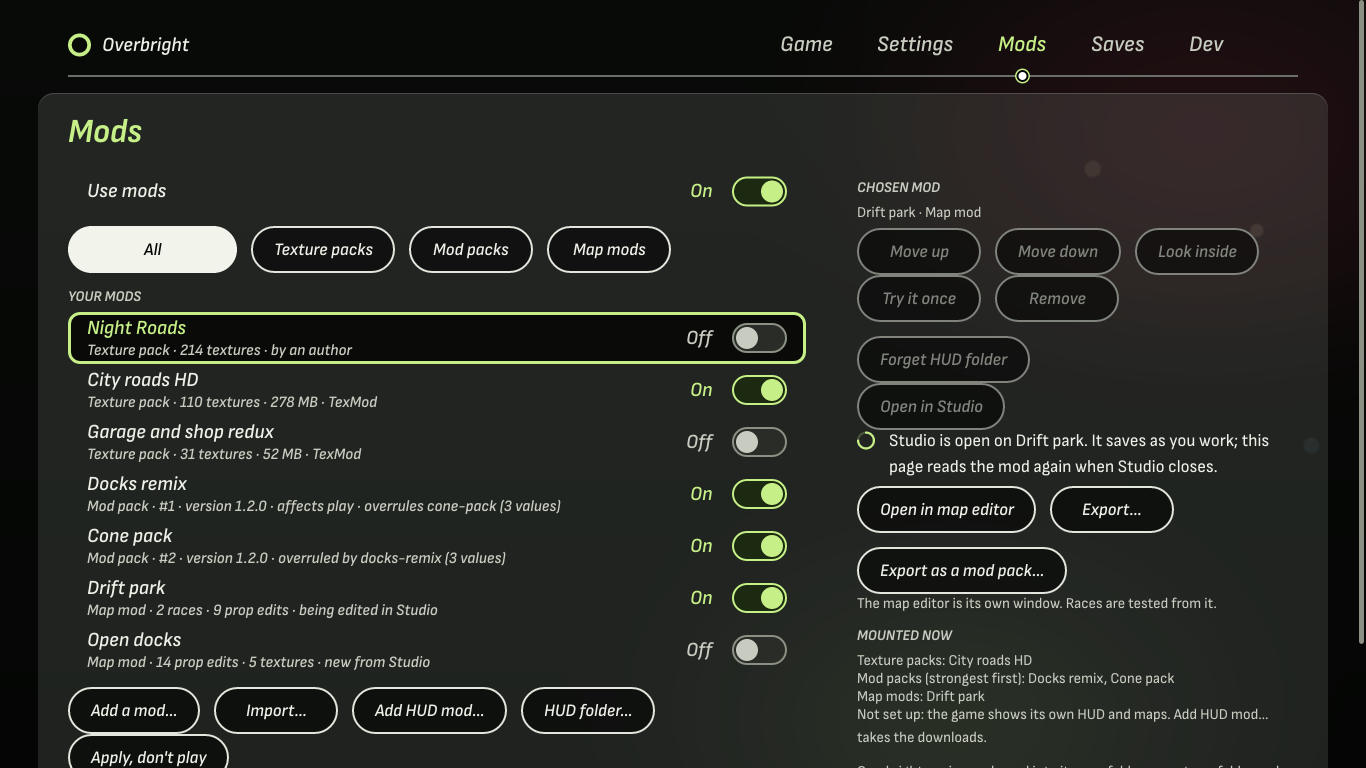 Overbright
Game Settings Mods Saves Dev
Mods
Use mods On
All Texture packs Mod packs Map mods
YOUR MODS
Night Roads Off
Texture pack · 214 textures · by an author
City roads HD On
Texture pack · 110 textures · 278 MB · TexMod
Garage and shop redux Off
Texture pack · 31 textures · 52 MB · TexMod
Docks remix On
Mod pack · #1 · version 1.2.0 · affects play · overrules cone-pack (3 values)
Cone pack On
Mod pack · #2 · version 1.2.0 · overruled by docks-remix (3 values)
Drift park On
Map mod · 2 races · 9 prop edits · being edited in Studio
Open docks Off
Map mod · 14 prop edits · 5 textures · new from Studio
Add a mod... Import... Add HUD mod... HUD folder...
Apply, don't play
CHOSEN MOD
Drift park · Map mod
Move up Move down Look inside
Try it once Remove
Forget HUD folder
Open in Studio
Studio is open on Drift park. It saves as you work; this
page reads the mod again when Studio closes.
Open in map editor Export...
Export as a mod pack...
The map editor is its own window. Races are tested from it.
MOUNTED NOW
Texture packs: City roads HD
Mod packs (strongest first): Docks remix, Cone pack
Map mods: Drift park
Not set up: the game shows its own HUD and maps. Add HUD mod...
takes the downloads.